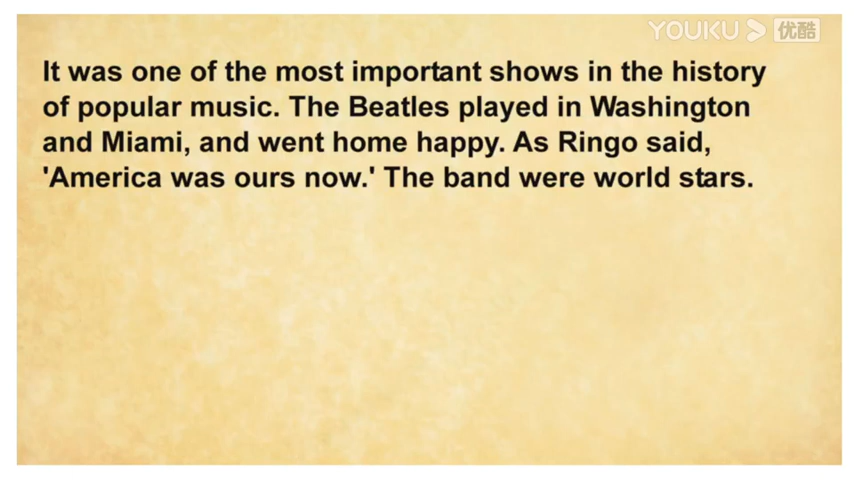 YOUKU 优酷
It was one of the most important shows in the history
of popular music. The Beatles played in Washington
and Miami, and went home happy. As Ringo said,
'America was ours now.' The band were world stars.